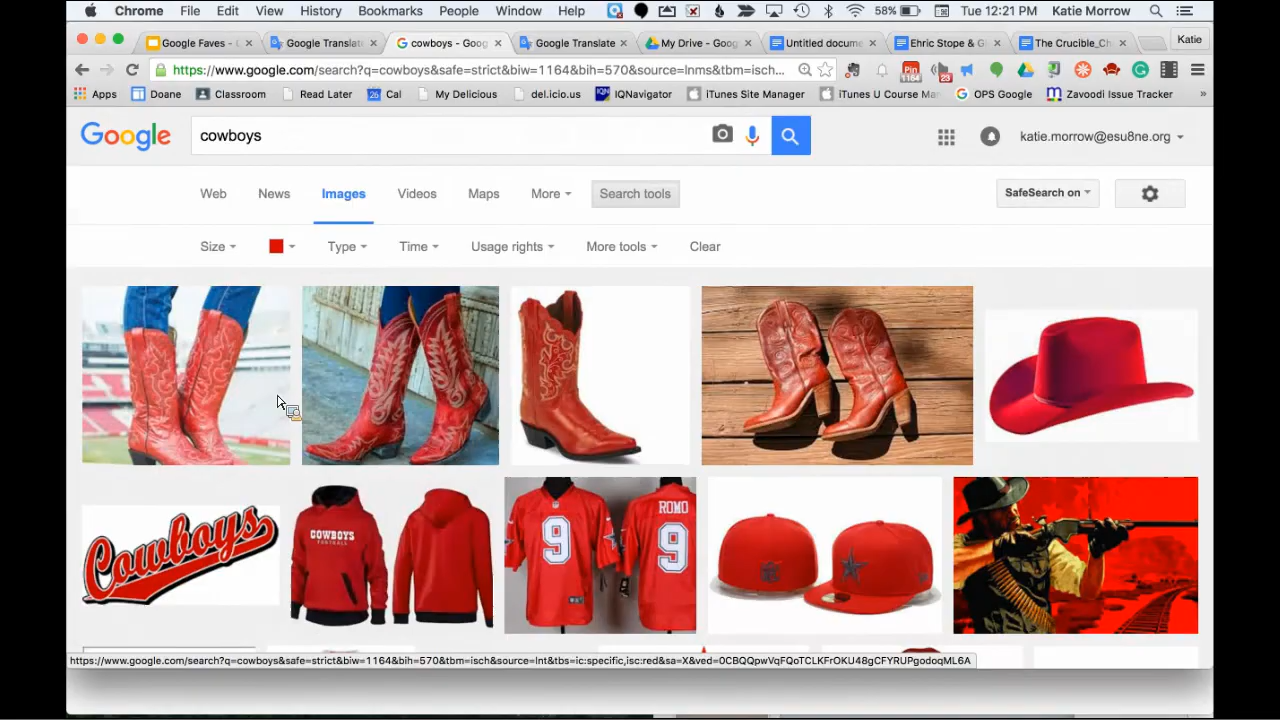 Chrome File Edit View History Bookmarks People Window Help 58% Tue 12:21 PM Katie Morrow
Google Faves - L Google Translate cowboys - Goog Google Translate My Drive - Goog Untitled docume Ehric Stope & G The Crucible_Ch Katie
https://www.google.com/search?q=cowboys&safe=strict&biw=1164&bih=570&source=lnms&tbm=isch... Pin 1164 23
Apps Doane Classroom Read Later 26 Cal My Delicious del.icio.us IQN IQNavigator iTunes Site Manager iTunes U Course Ma OPS Google Zavoodi Issue Tracker »
Google cowboys katie.morrow@esu8ne.org
Web News Images Videos Maps More Search tools SafeSearch on
Size Type Time Usage rights More tools Clear
Cowboys
COWBOYS
FOOTBALL
9
ROMO
9
https://www.google.com/search?q=cowboys&safe=strict&biw=1164&bih=570&tbm=isch&source=lnt&tbs=ic:specific,isc:red&sa=X&ved=0CBQQpwVqFQoTCLKFrOKU48gCFYRUPgodoqML6A